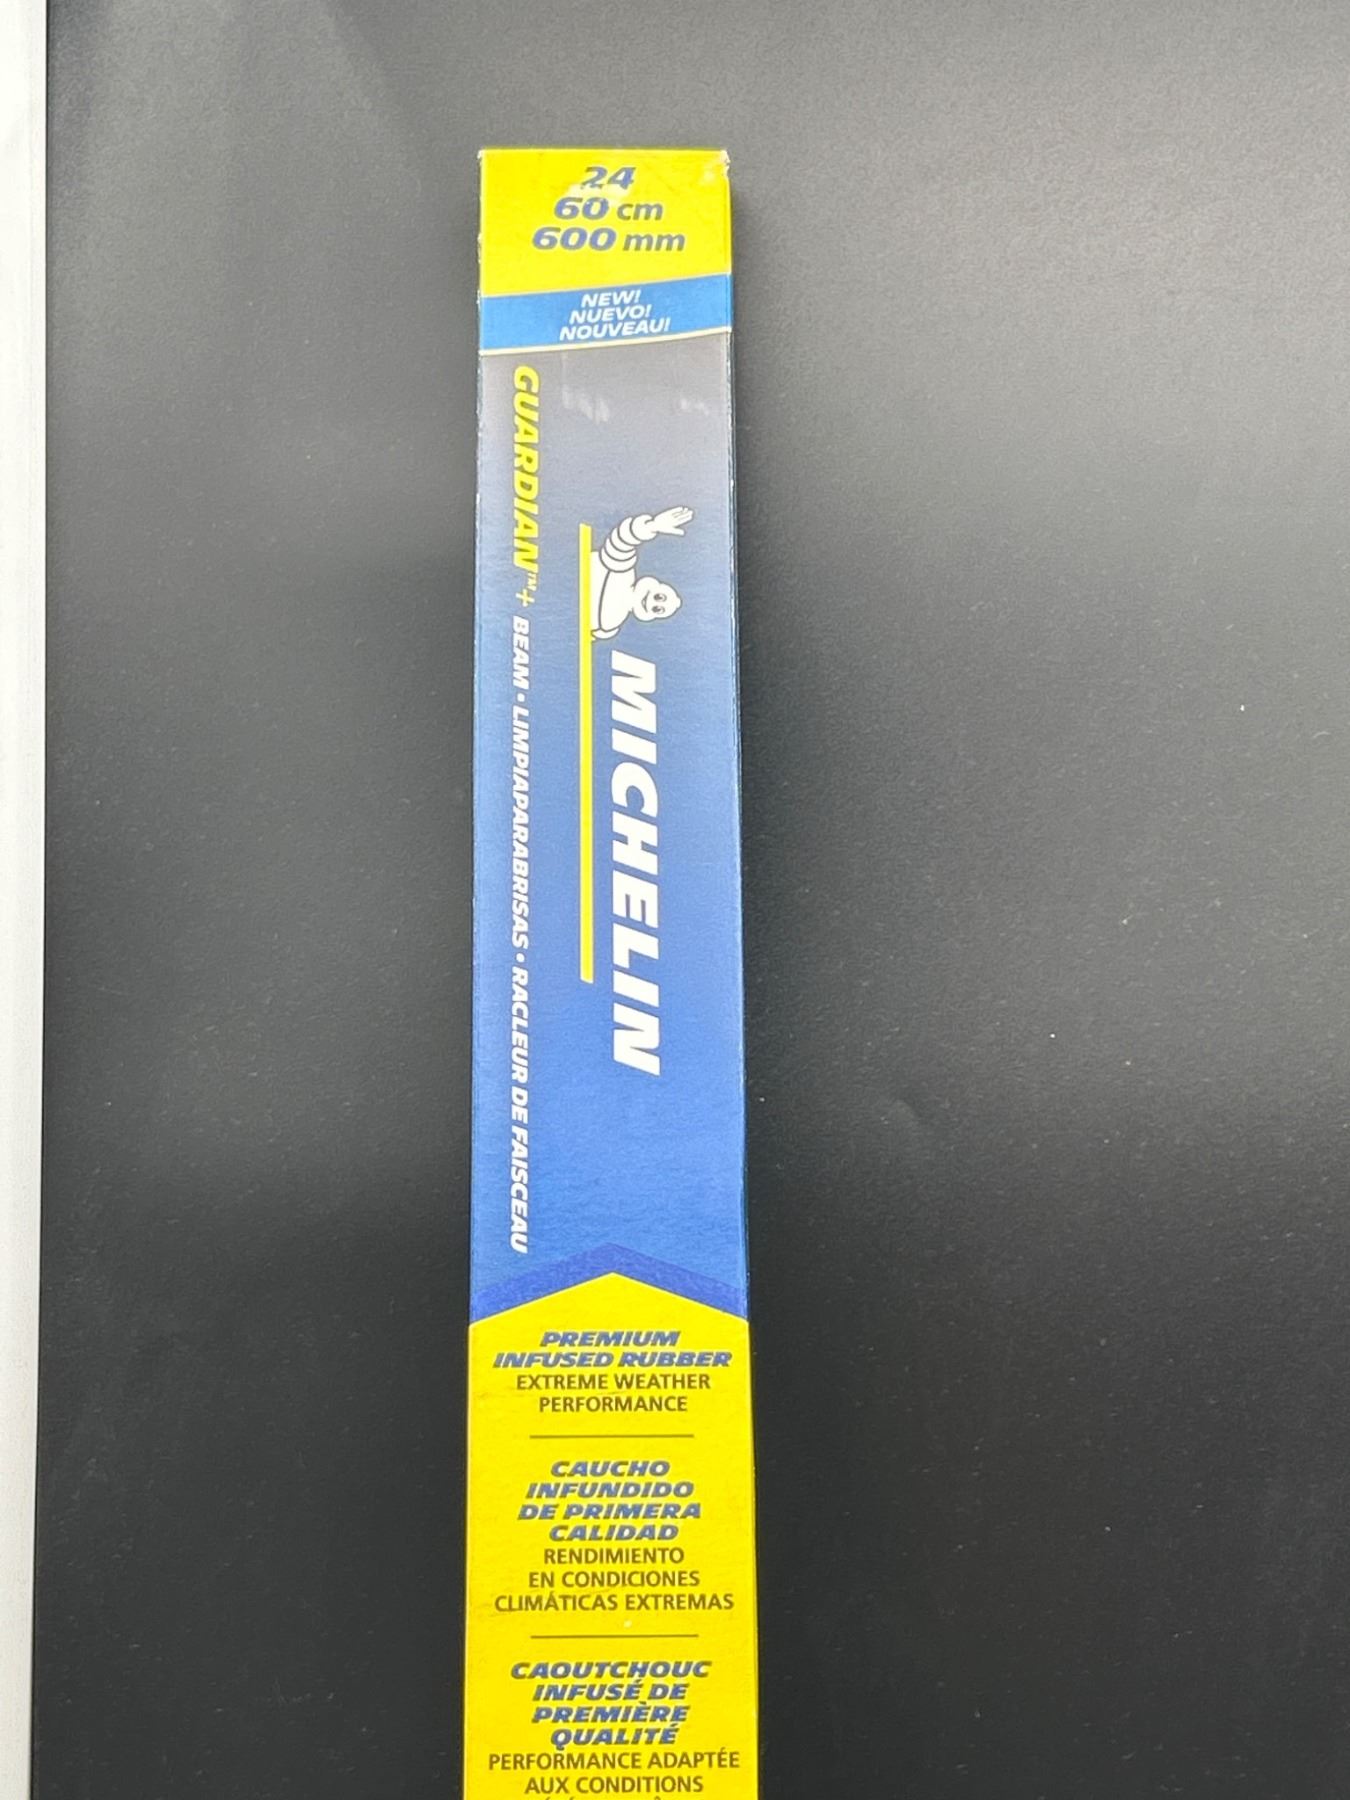 24
60 cm
600 mm
NEW!
NUEVO!
NOUVEAU!
MICHELIN
GUARDIAN™+ BEAM • LIMPIAPARABRISAS • RACLEUR DE FAISCEAU
PREMIUM
INFUSED RUBBER
EXTREME WEATHER
PERFORMANCE
CAUCHO
INFUNDIDO
DE PRIMERA
CALIDAD
RENDIMIENTO
EN CONDICIONES
CLIMÁTICAS EXTREMAS
CAOUTCHOUC
INFUSÉ DE
PREMIÈRE
QUALITÉ
PERFORMANCE ADAPTÉE
AUX CONDITIONS